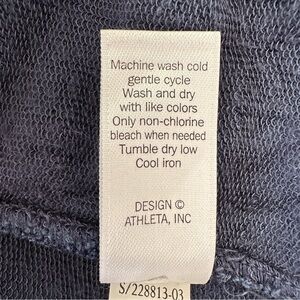 Machine wash cold
gentle cycle
Wash and dry
with like colors
Only non-chlorine
bleach when needed
Tumble dry low
Cool iron
DESIGN ©
ATHLETA, INC
S/228813-03